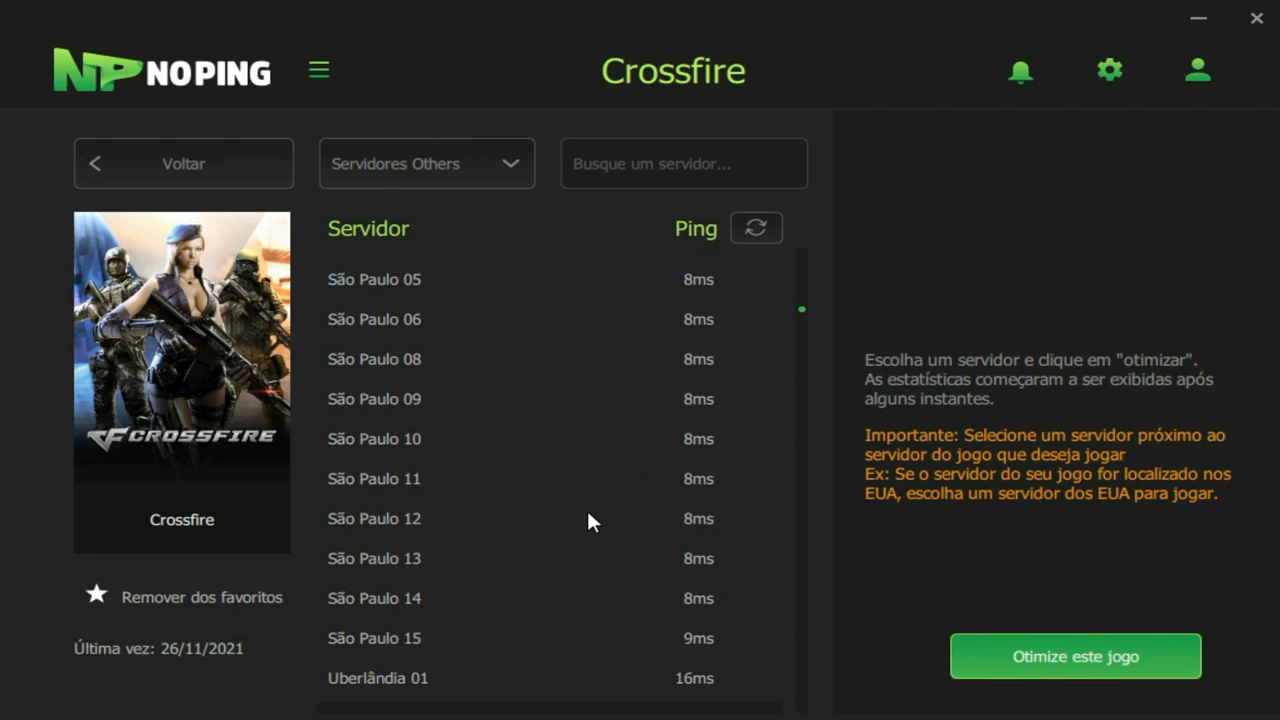 NP NOPING
Crossfire
Voltar
Servidores Others
Busque um servidor...
Servidor
Ping
São Paulo 05 8ms
São Paulo 06 8ms
São Paulo 08 8ms
São Paulo 09 8ms
São Paulo 10 8ms
São Paulo 11 8ms
São Paulo 12 8ms
São Paulo 13 8ms
São Paulo 14 8ms
São Paulo 15 9ms
Uberlândia 01 16ms
CF CROSSFIRE
Crossfire
Remover dos favoritos
Última vez: 26/11/2021
Escolha um servidor e clique em "otimizar".
As estatísticas começaram a ser exibidas após
alguns instantes.
Importante: Selecione um servidor próximo ao
servidor do jogo que deseja jogar
Ex: Se o servidor do seu jogo for localizado nos
EUA, escolha um servidor dos EUA para jogar.
Otimize este jogo